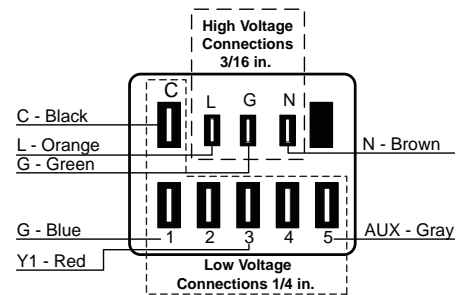 High Voltage
Connections
3/16 in.
C
L G N
C - Black
L - Orange
N - Brown
G - Green
G - Blue
1 2 3 4 5
AUX - Gray
Y1 - Red
Low Voltage
Connections 1/4 in.